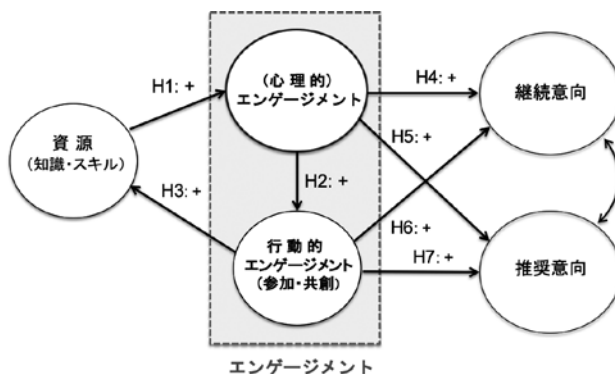 (心理的)
エンゲージメント
H1: +
H4: +
継続意向
資源
(知識・スキル)
H5: +
H2: +
H3: +
行動的
エンゲージメント
(参加・共創)
H6: +
H7: +
推奨意向
エンゲージメント